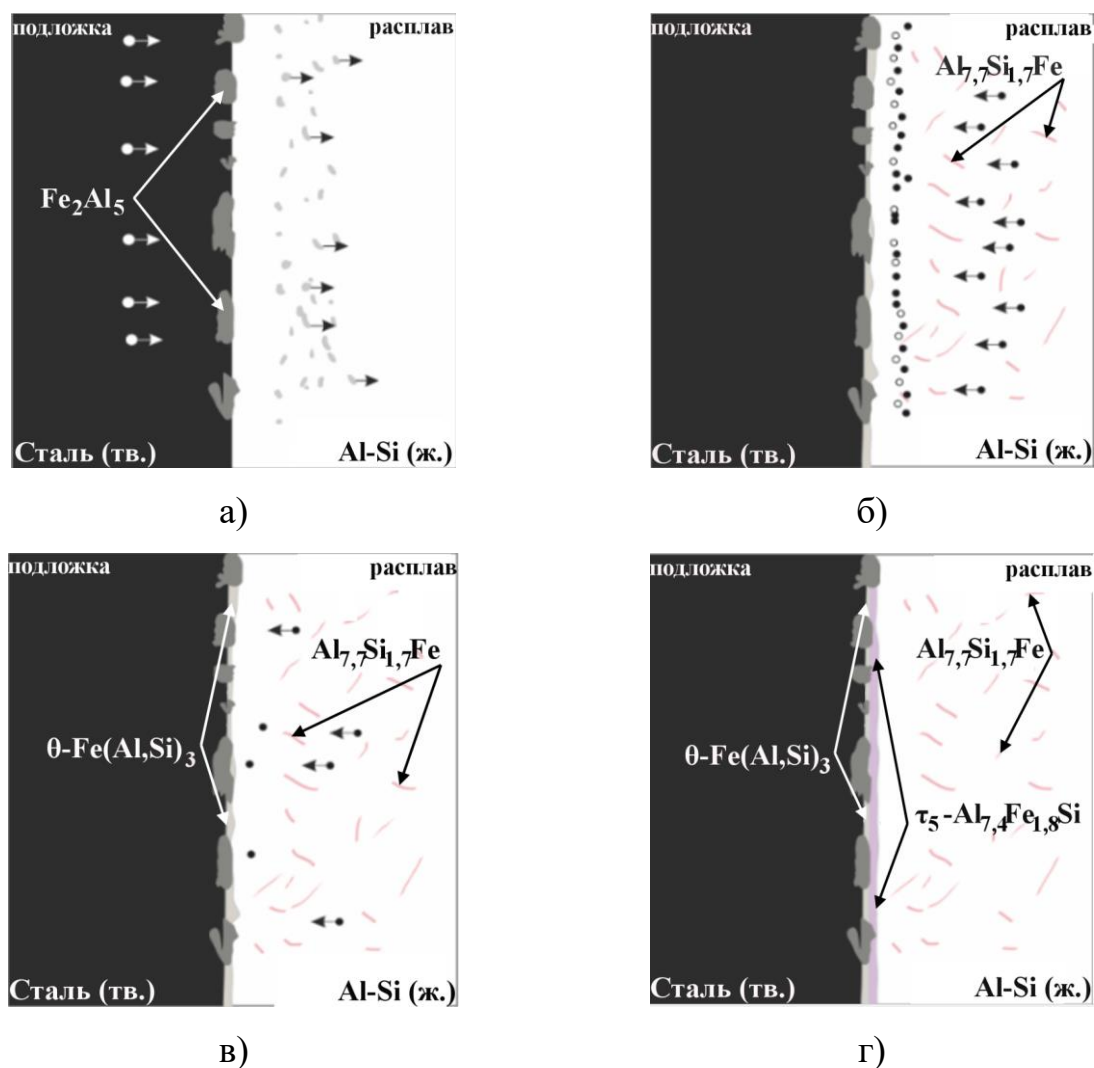 подложка расплав
Fe₂Al₅
Сталь (тв.) Al-Si (ж.)
а)
подложка расплав
Al₇,₇Si₁,₇Fe
Сталь (тв.) Al-Si (ж.)
б)
подложка расплав
Al₇,₇Si₁,₇Fe
θ-Fe(Al,Si)₃
Сталь (тв.) Al-Si (ж.)
в)
подложка расплав
Al₇,₇Si₁,₇Fe
θ-Fe(Al,Si)₃
τ₅-Al₇,₄Fe₁,₈Si
Сталь (тв.) Al-Si (ж.)
г)